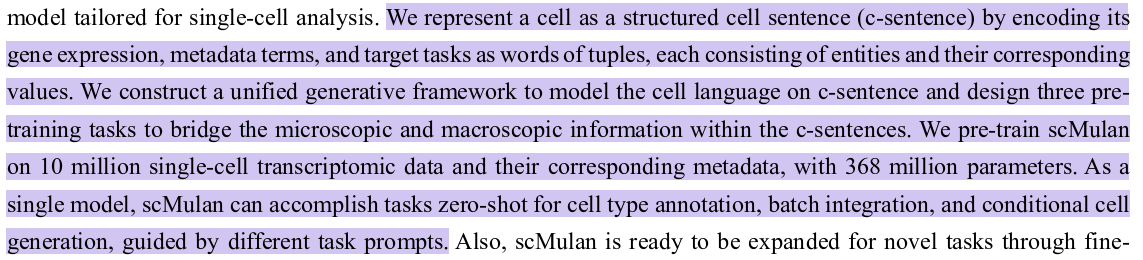 model tailored for single-cell analysis. We represent a cell as a structured cell sentence (c-sentence) by encoding its
gene expression, metadata terms, and target tasks as words of tuples, each consisting of entities and their corresponding
values. We construct a unified generative framework to model the cell language on c-sentence and design three pre-
training tasks to bridge the microscopic and macroscopic information within the c-sentences. We pre-train scMulan
on 10 million single-cell transcriptomic data and their corresponding metadata, with 368 million parameters. As a
single model, scMulan can accomplish tasks zero-shot for cell type annotation, batch integration, and conditional cell
generation, guided by different task prompts. Also, scMulan is ready to be expanded for novel tasks through fine-